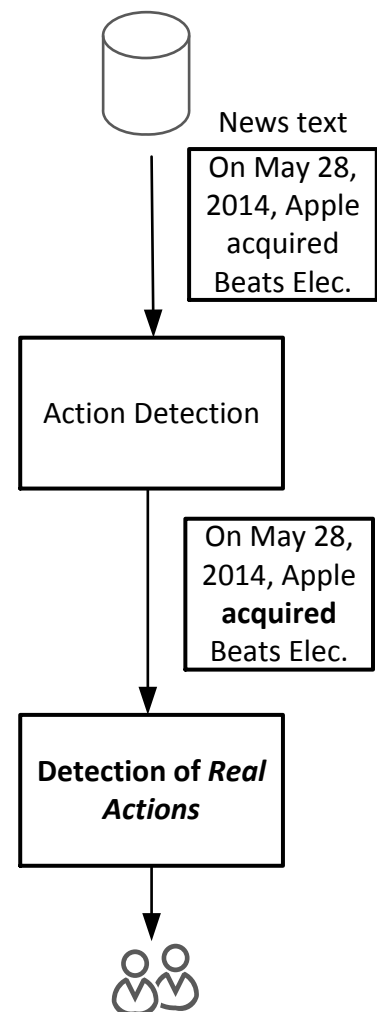 News text
On May 28,
2014, Apple
acquired
Beats Elec.
Action Detection
On May 28,
2014, Apple
acquired
Beats Elec.
Detection of Real
Actions